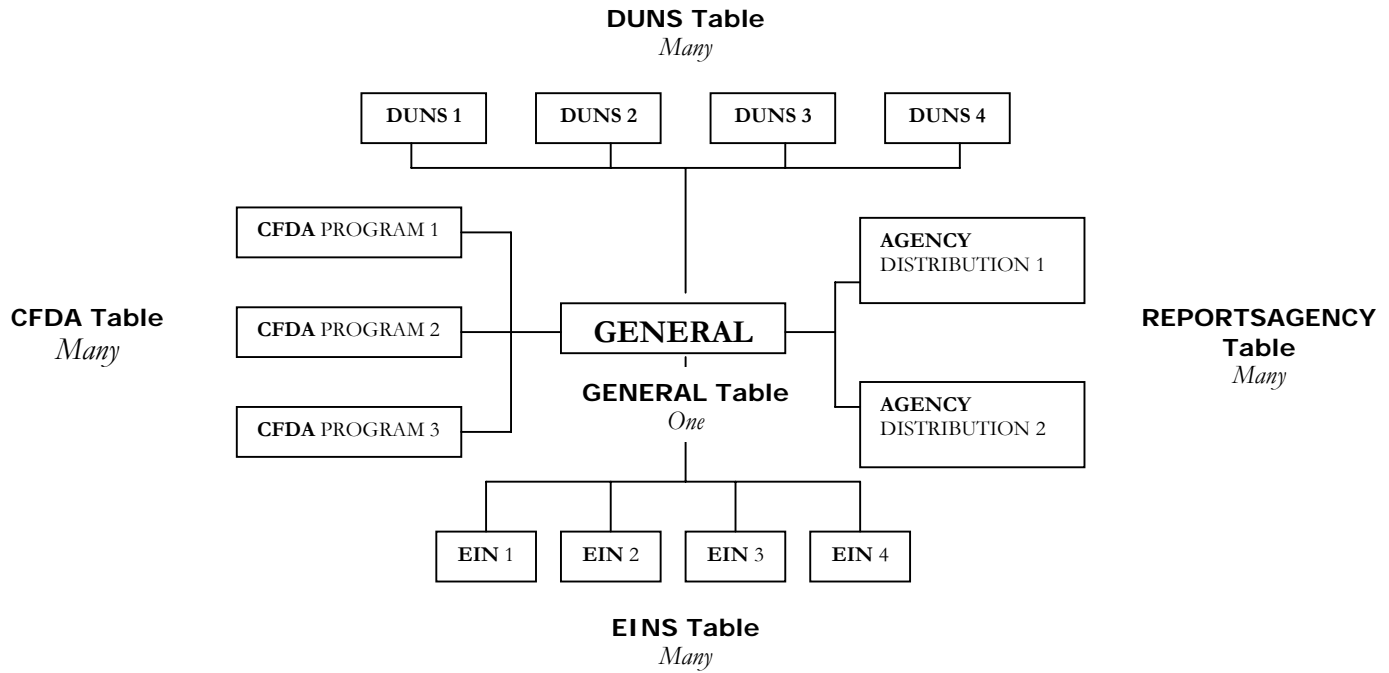 DUNS Table
Many
DUNS 1
DUNS 2
DUNS 3
DUNS 4
CFDA PROGRAM 1
AGENCY
DISTRIBUTION 1
CFDA Table
Many
CFDA PROGRAM 2
GENERAL
REPORTSAGENCY
Table
Many
GENERAL Table
One
CFDA PROGRAM 3
AGENCY
DISTRIBUTION 2
EIN 1
EIN 2
EIN 3
EIN 4
EINS Table
Many